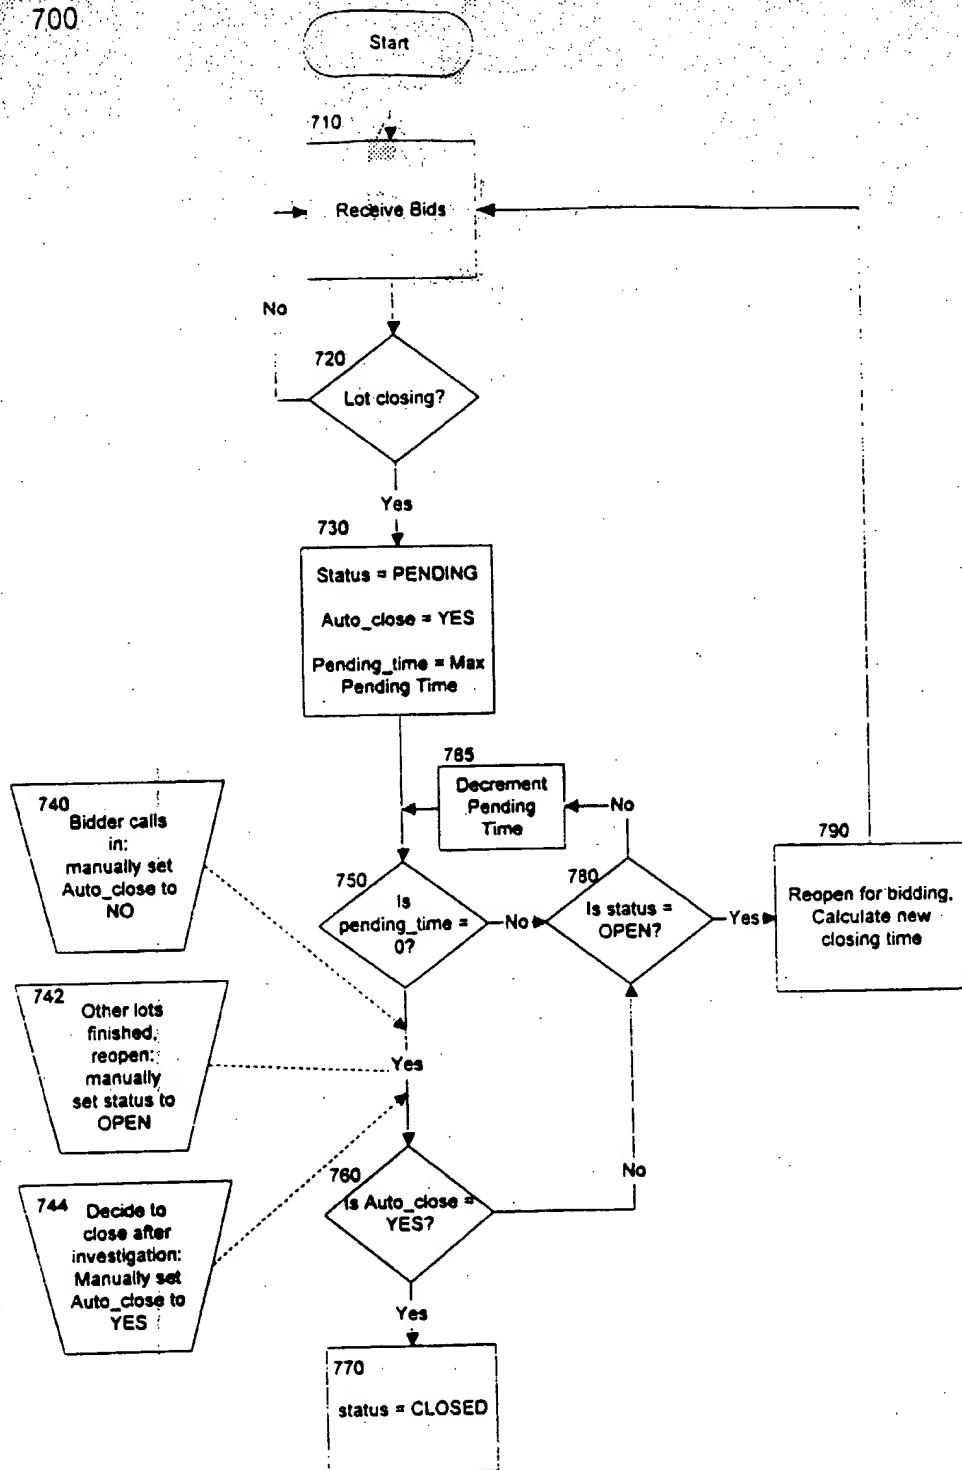 700
Start
710
Receive Bids
No
720
Lot closing?
Yes
730
Status = PENDING
Auto_close = YES
Pending_time = Max
Pending Time
785
Decrement
Pending
Time
No
740
Bidder calls
in:
manually set
Auto_close to
NO
750
Is
pending_time =
0?
No
780
Is status =
OPEN?
Yes
790
Reopen for bidding,
Calculate new
closing time
742
Other lots
finished,
reopen:
manually
set status to
OPEN
Yes
744
Decide to
close after
investigation:
Manually set
Auto_close to
YES
760
Is Auto_close =
YES?
No
Yes
770
status = CLOSED